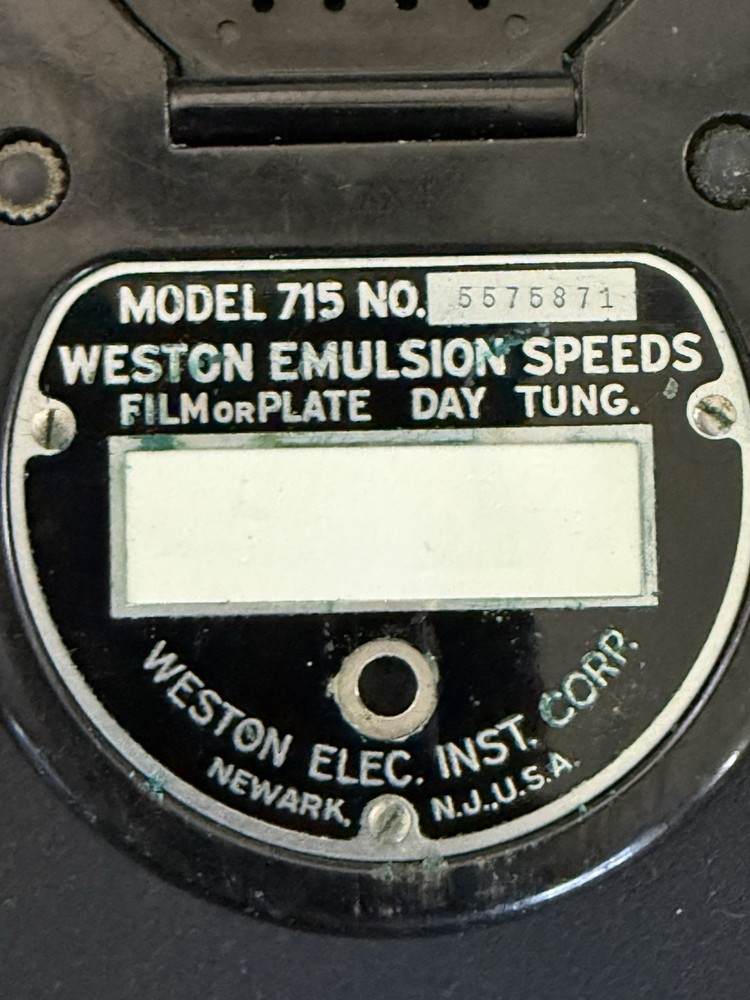 MODEL 715 NO. 5575871
WESTON EMULSION SPEEDS
FILM OR PLATE DAY TUNG.
WESTON ELEC. INST. CORP.
NEWARK, N.J., U.S.A.